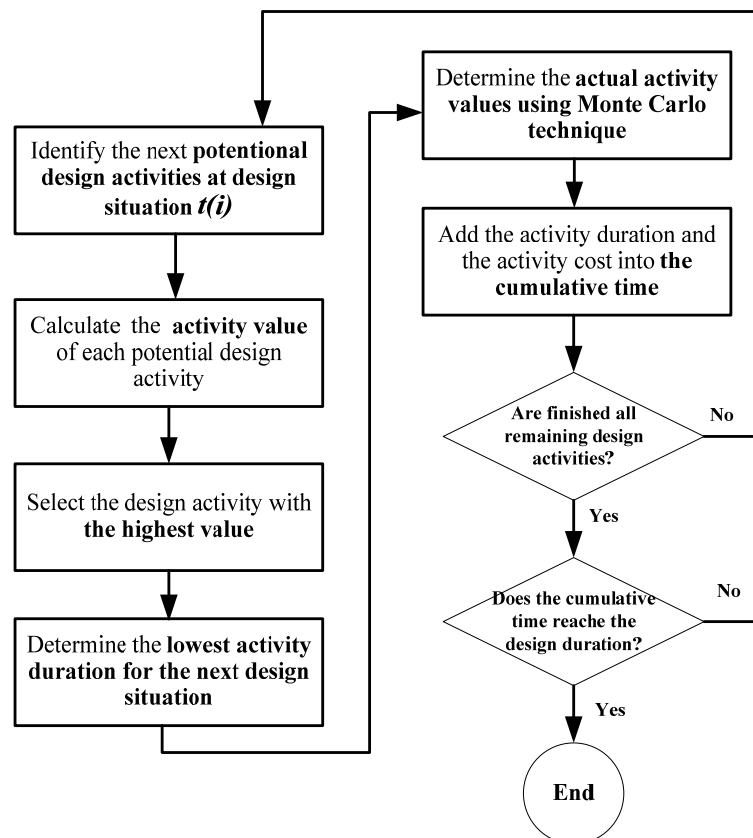 Identify the next potentional
design activities at design
situation t(i)
Calculate the activity value
of each potential design
activity
Select the design activity with
the highest value
Determine the lowest activity
duration for the next design
situation
Determine the actual activity
values using Monte Carlo
technique
Add the activity duration and
the activity cost into the
cumulative time
Are finished all
remaining design
activities?
No
Yes
Does the cumulative
time reache the
design duration?
No
Yes
End